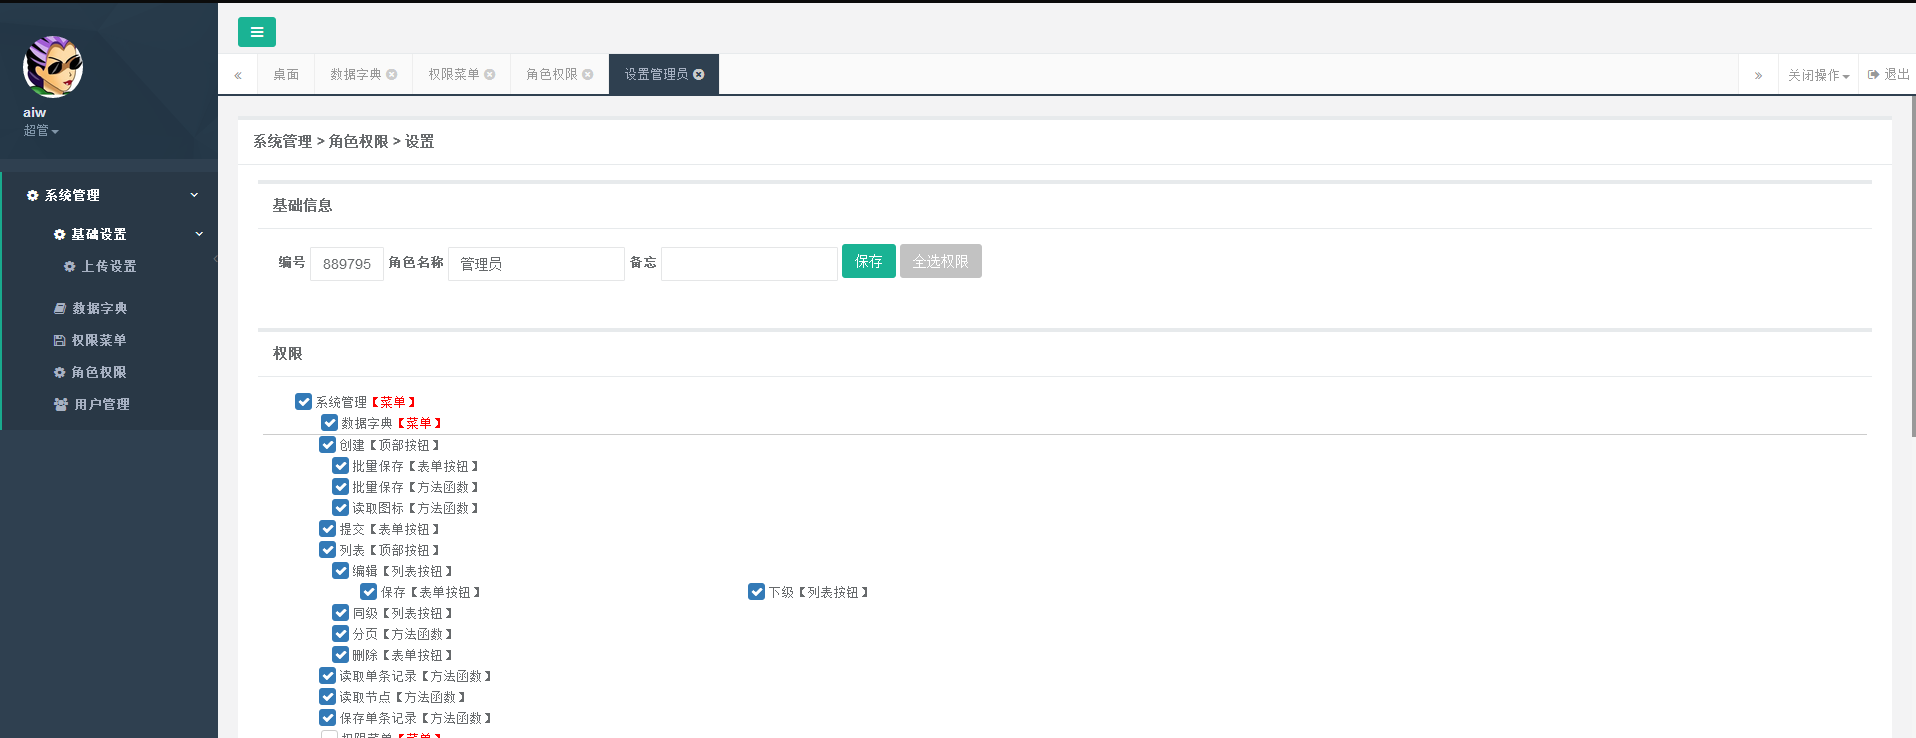 aiw
超管
系统管理
基础设置
上传设置
数据字典
权限菜单
角色权限
用户管理
« 桌面 数据字典 权限菜单 角色权限 设置管理员 » 关闭操作 退出
系统管理 > 角色权限 > 设置
基础信息
编号 889795 角色名称 管理员 备忘 保存 全选权限
权限
系统管理【菜单】
数据字典【菜单】
创建【顶部按钮】
批量保存【表单按钮】
批量保存【方法函数】
读取图标【方法函数】
提交【表单按钮】
列表【顶部按钮】
编辑【列表按钮】
保存【表单按钮】 下级【列表按钮】
同级【列表按钮】
分页【方法函数】
删除【表单按钮】
读取单条记录【方法函数】
读取节点【方法函数】
保存单条记录【方法函数】
权限菜单【菜单】